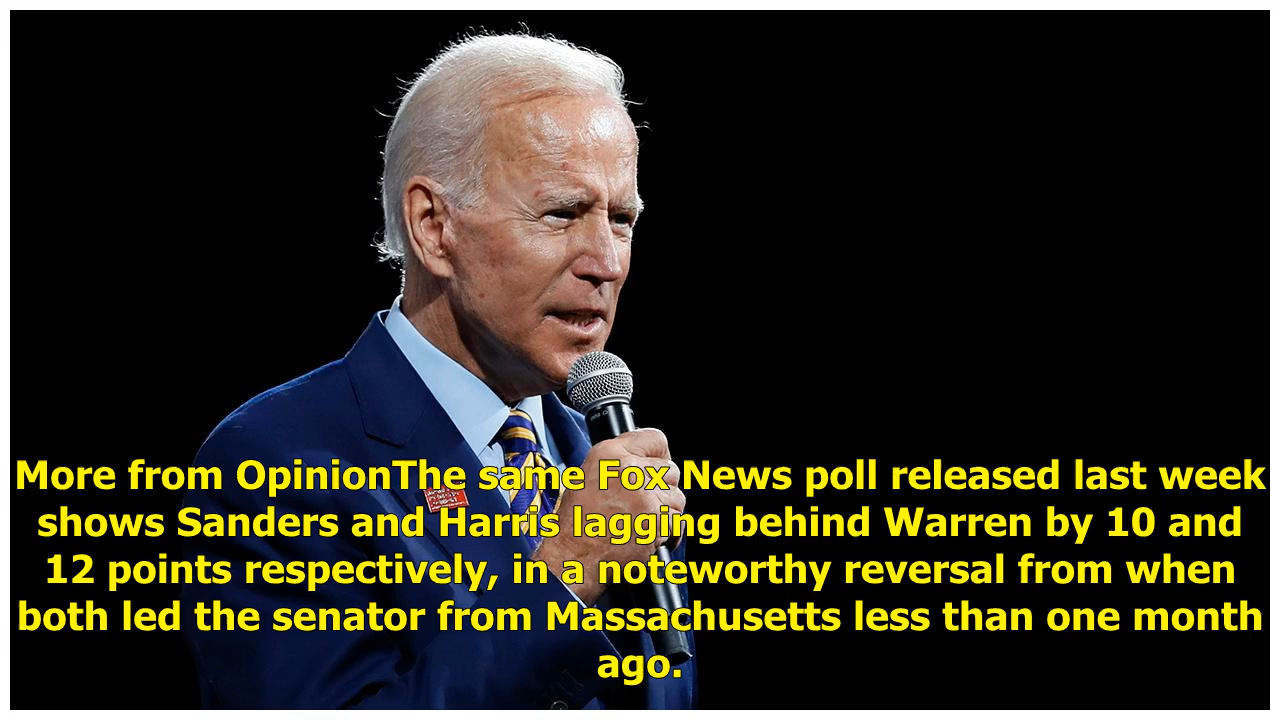 More from OpinionThe same Fox News poll released last week
shows Sanders and Harris lagging behind Warren by 10 and
12 points respectively, in a noteworthy reversal from when
both led the senator from Massachusetts less than one month
ago.